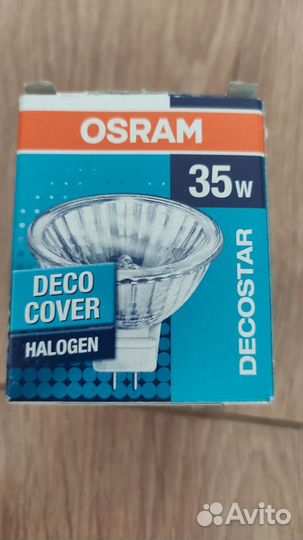 OSRAM
35W
DECO
COVER
HALOGEN
DECOSTAR
Avito